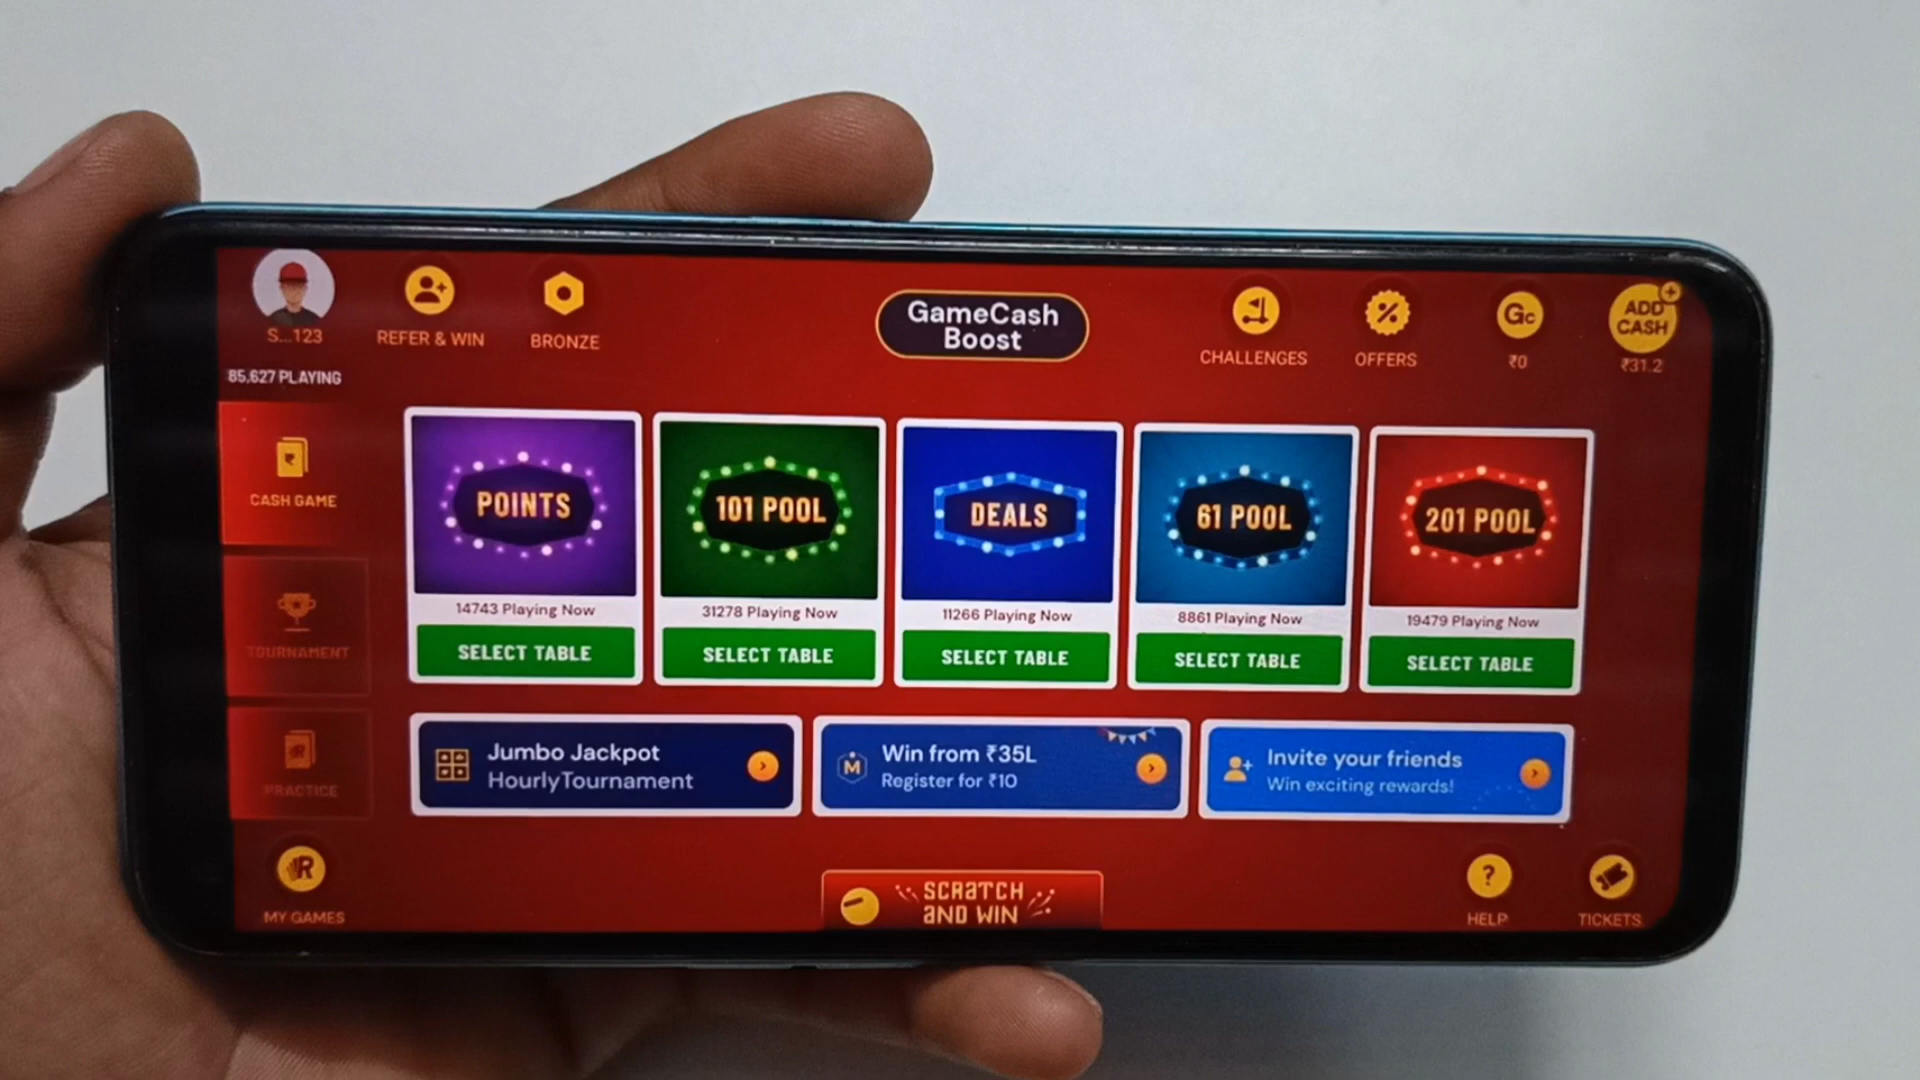 S...123
REFER & WIN
BRONZE
GameCash
Boost
CHALLENGES
OFFERS
Gc
₹0
ADD
CASH
₹31.2
85,627 PLAYING
CASH GAME
TOURNAMENT
PRACTICE
POINTS
14743 Playing Now
SELECT TABLE
101 POOL
31278 Playing Now
SELECT TABLE
DEALS
11266 Playing Now
SELECT TABLE
61 POOL
8861 Playing Now
SELECT TABLE
201 POOL
19479 Playing Now
SELECT TABLE
Jumbo Jackpot
HourlyTournament
M
Win from ₹35L
Register for ₹10
Invite your friends
Win exciting rewards!
R
MY GAMES
SCRATCH
AND WIN
?
HELP
TICKETS